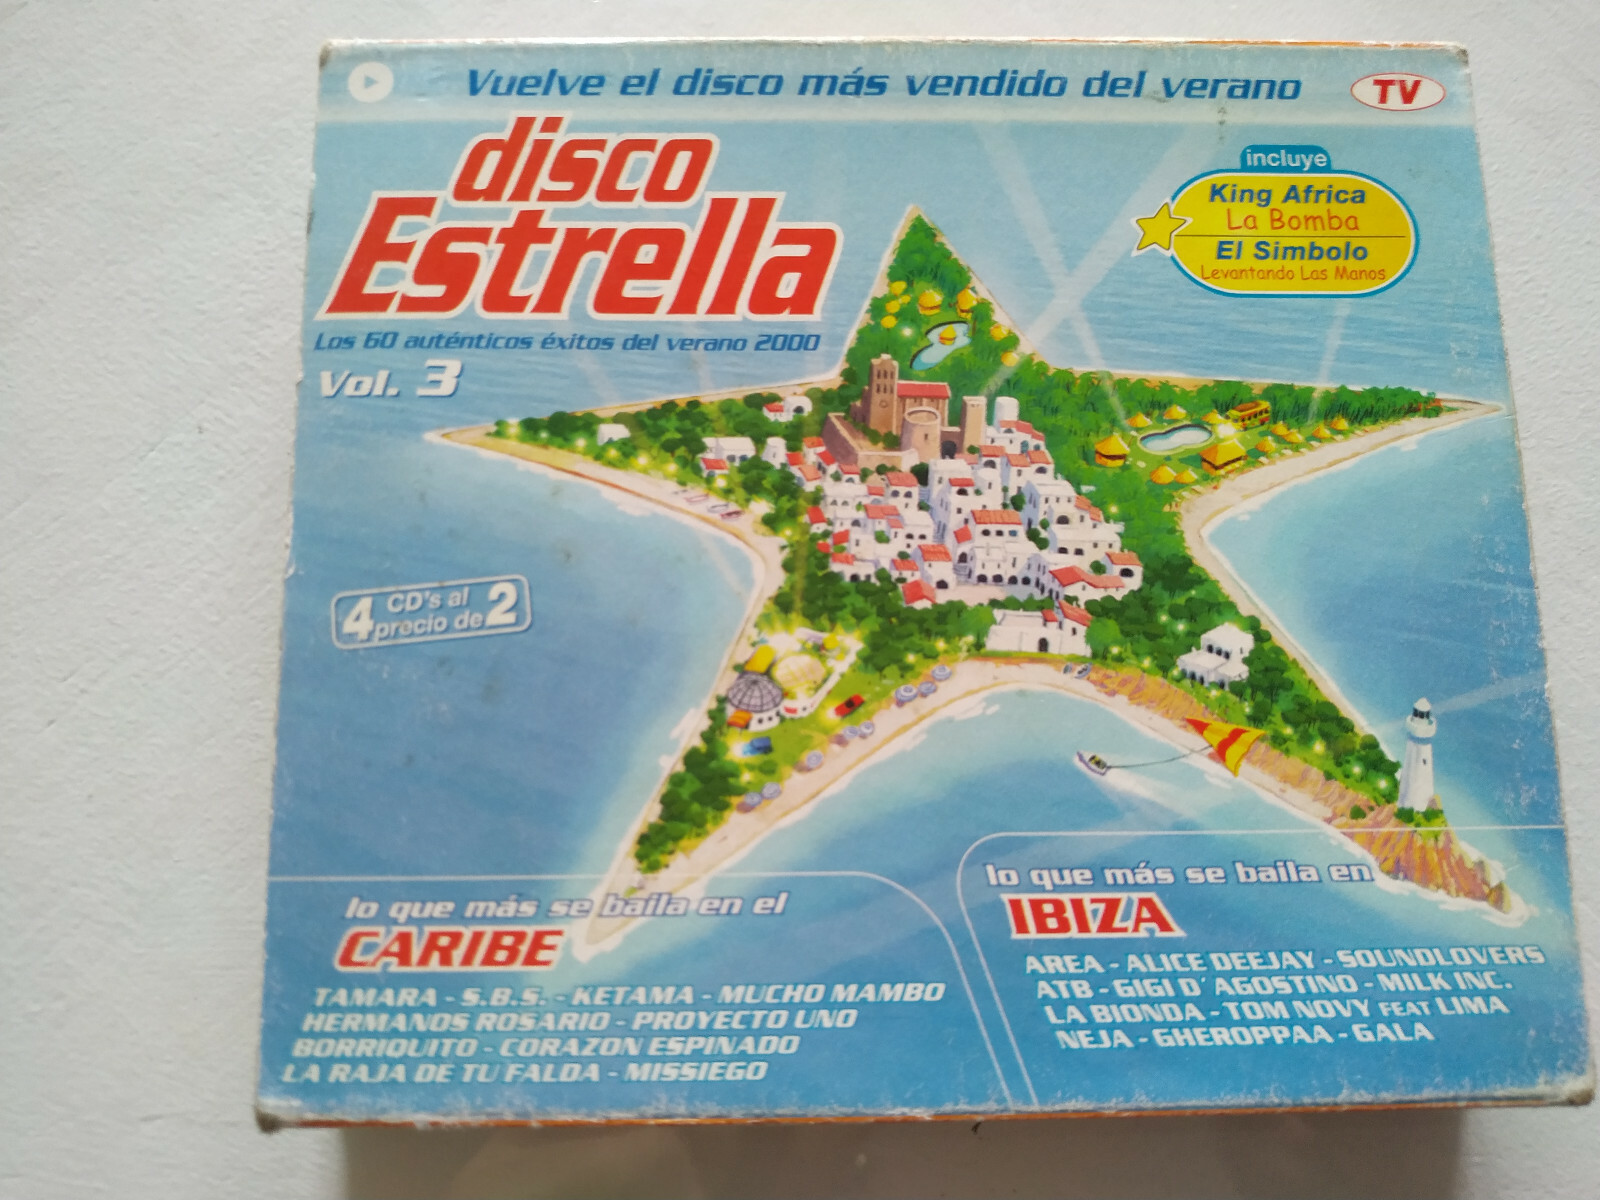 Vuelve el disco más vendido del verano
TV
disco
Estrella
Los 60 auténticos éxitos del verano 2000
Vol. 3
incluye
King Africa
La Bomba
El Simbolo
Levantando Las Manos
4 CD's al
precio de 2
lo que más se baila en el
CARIBE
TAMARA - S.B.S. - KETAMA - MUCHO MAMBO
HERMANOS ROSARIO - PROYECTO UNO
BORRIQUITO - CORAZON ESPINADO
LA RAJA DE TU FALDA - MISSIEGO
lo que más se baila en
IBIZA
AREA - ALICE DEEJAY - SOUNDLOVERS
ATB - GIGI D' AGOSTINO - MILK INC.
LA BIONDA - TOM NOVY FEAT LIMA
NEJA - GHEROPPAA - GALA